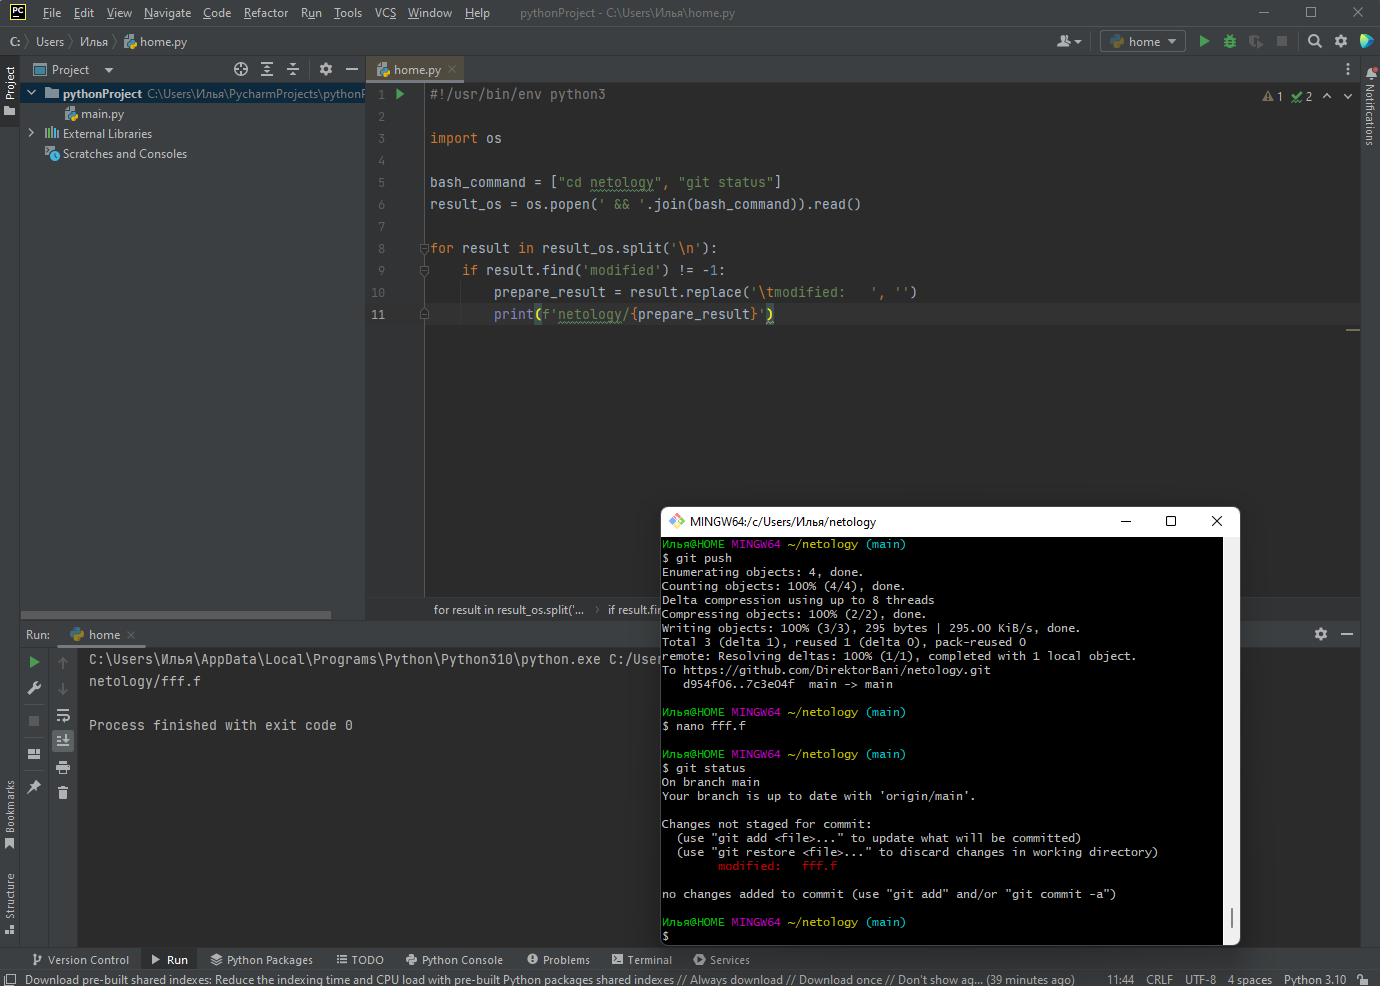 File Edit View Navigate Code Refactor Run Tools VCS Window Help pythonProject - C:\Users\Илья\home.py
C: Users Илья home.py
home
Project
home.py
pythonProject C:\Users\Илья\PycharmProjects\pythonP
main.py
External Libraries
Scratches and Consoles
Project
Notifications
1 2
1 #!/usr/bin/env python3
2
3 import os
4
5 bash_command = ["cd netology", "git status"]
6 result_os = os.popen(' && '.join(bash_command)).read()
7
8 for result in result_os.split('\n'):
9 if result.find('modified') != -1:
10 prepare_result = result.replace('\tmodified:   ', '')
11 print(f'netology/{prepare_result}')
for result in result_os.split('... if result.fin
Run: home
C:\Users\Илья\AppData\Local\Programs\Python\Python310\python.exe C:/User
netology/fff.f
Process finished with exit code 0
Bookmarks
Structure
MINGW64:/c/Users/Илья/netology
Илья@HOME MINGW64 ~/netology (main)
$ git push
Enumerating objects: 4, done.
Counting objects: 100% (4/4), done.
Delta compression using up to 8 threads
Compressing objects: 100% (2/2), done.
Writing objects: 100% (3/3), 295 bytes | 295.00 KiB/s, done.
Total 3 (delta 1), reused 1 (delta 0), pack-reused 0
remote: Resolving deltas: 100% (1/1), completed with 1 local object.
To https://github.com/DirektorBani/netology.git
d954f06..7c3e04f  main -> main
Илья@HOME MINGW64 ~/netology (main)
$ nano fff.f
Илья@HOME MINGW64 ~/netology (main)
$ git status
On branch main
Your branch is up to date with 'origin/main'.
Changes not staged for commit:
(use "git add <file>..." to update what will be committed)
(use "git restore <file>..." to discard changes in working directory)
modified:   fff.f
no changes added to commit (use "git add" and/or "git commit -a")
Илья@HOME MINGW64 ~/netology (main)
$
Version Control Run Python Packages TODO Python Console Problems Terminal Services
Download pre-built shared indexes: Reduce the indexing time and CPU load with pre-built Python packages shared indexes // Always download // Download once // Don't show ag... (39 minutes ago) 11:44 CRLF UTF-8 4 spaces Python 3.10